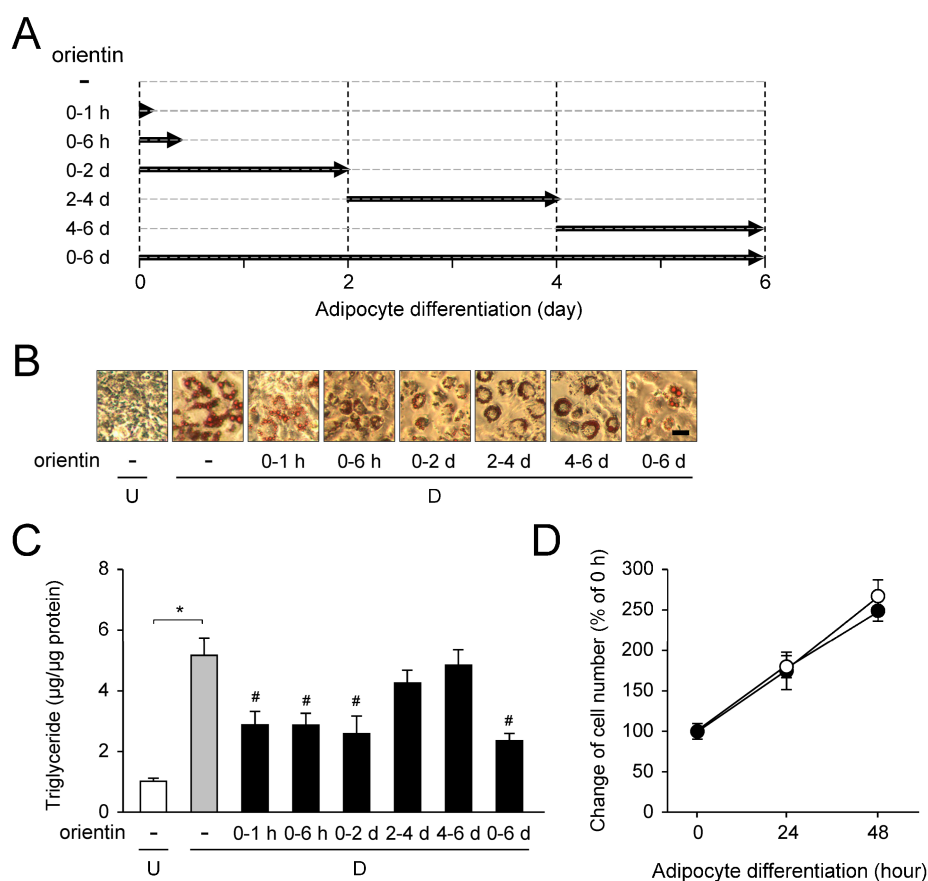 A
orientin
-
0-1 h
0-6 h
0-2 d
2-4 d
4-6 d
0-6 d
0 2 4 6
Adipocyte differentiation (day)
B
orientin - - 0-1 h 0-6 h 0-2 d 2-4 d 4-6 d 0-6 d
U D
C
Triglyceride (µg/µg protein)
8
6
4
2
0
*
# # # #
orientin - - 0-1 h 0-6 h 0-2 d 2-4 d 4-6 d 0-6 d
U D
D
Change of cell number (% of 0 h)
300
250
200
150
100
50
0
0 24 48
Adipocyte differentiation (hour)